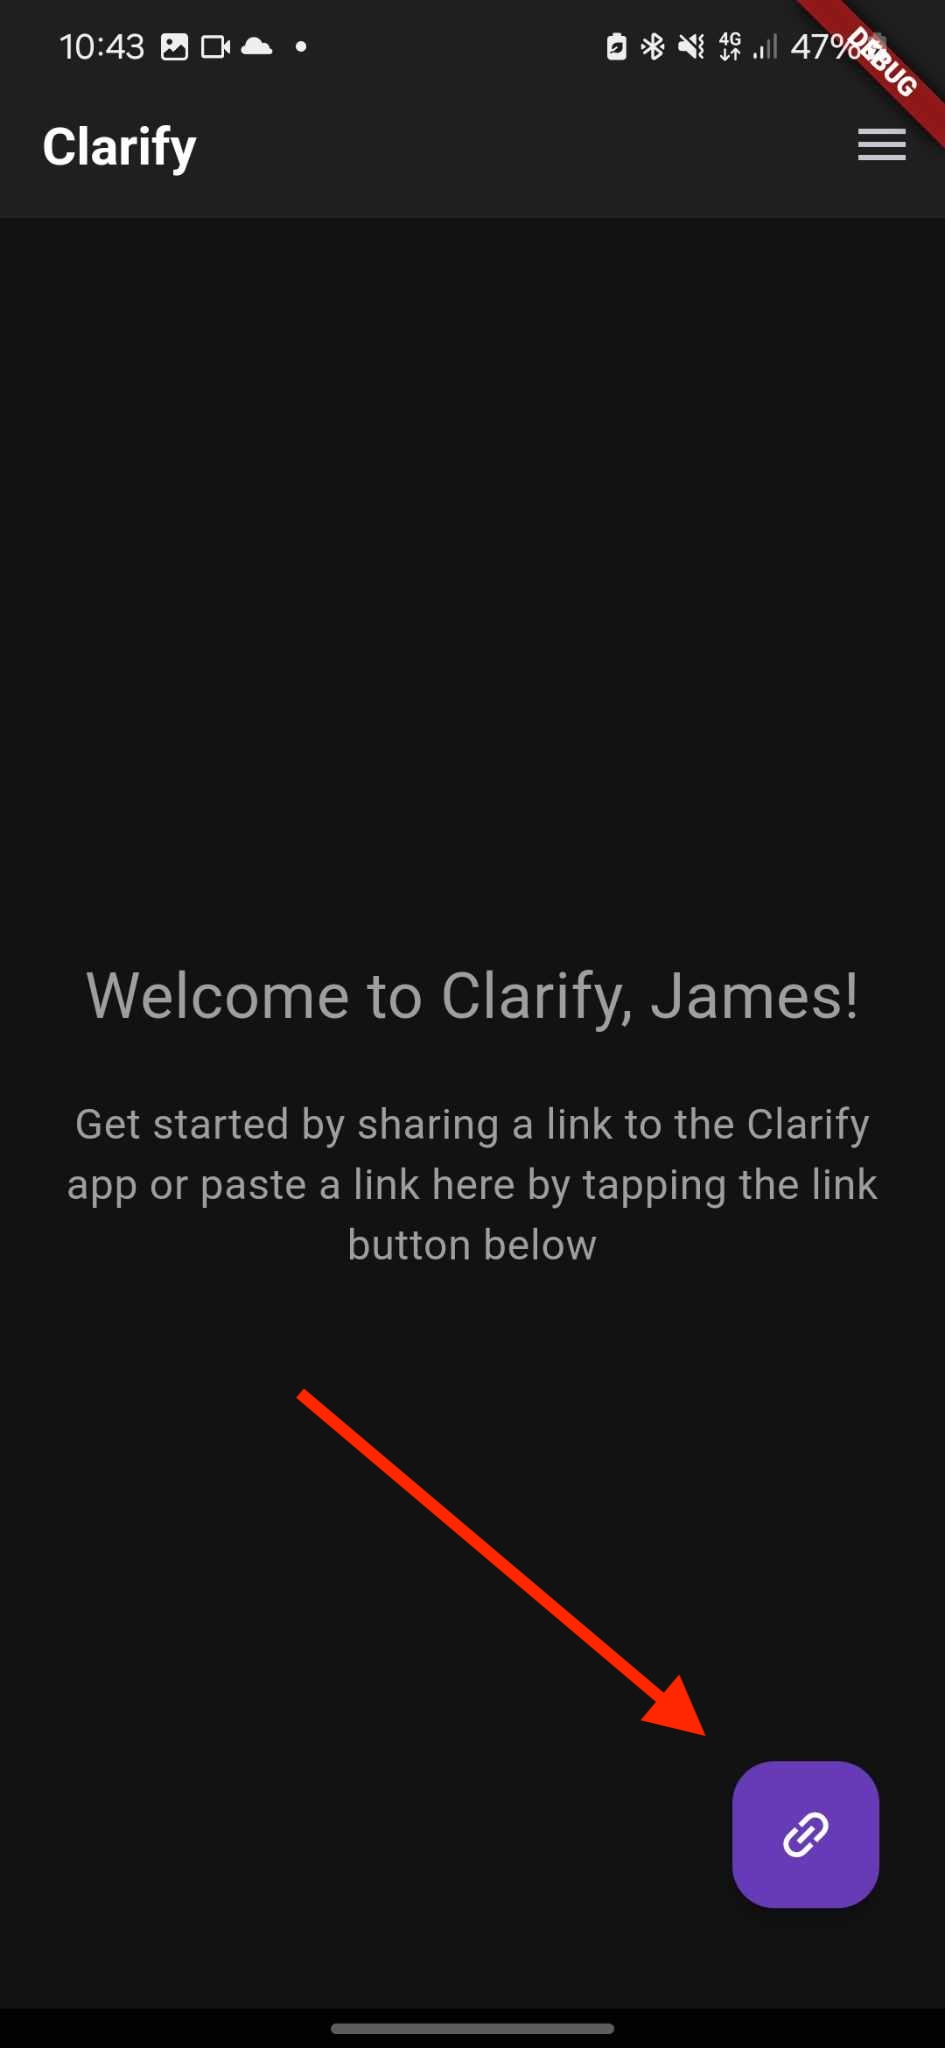 10:43
4G
47%
DEBUG
Clarify
Welcome to Clarify, James!
Get started by sharing a link to the Clarify
app or paste a link here by tapping the link
button below